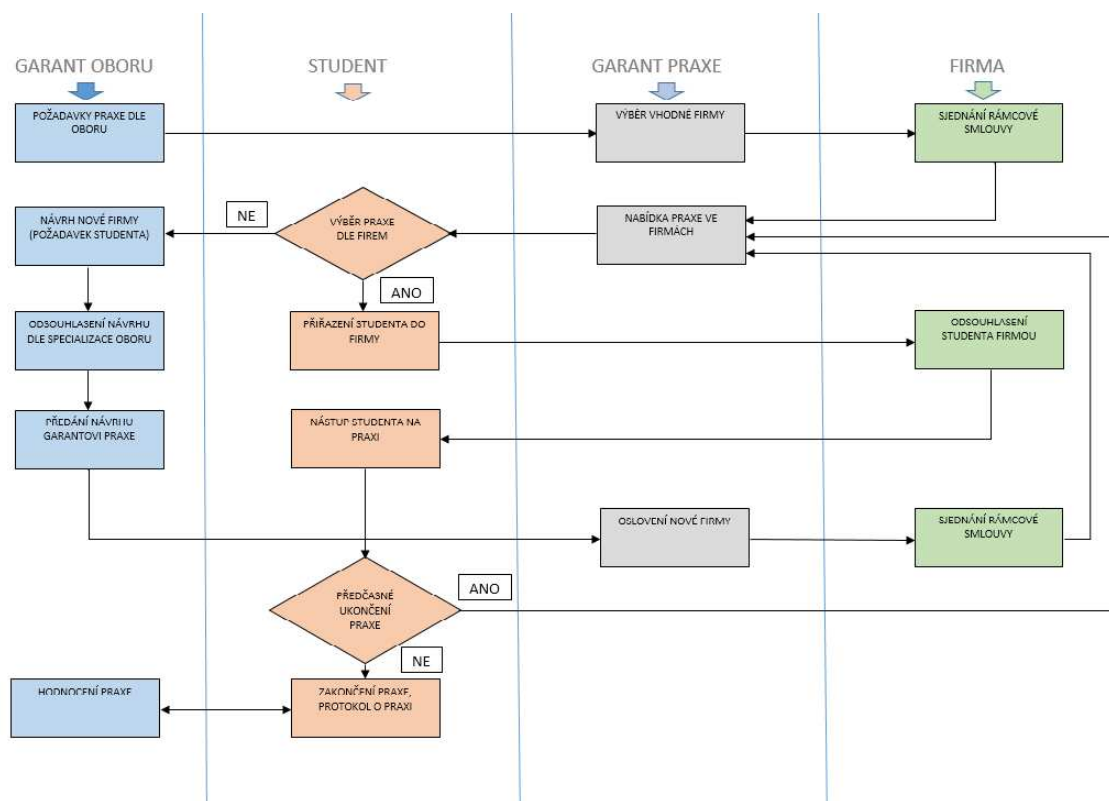 GARANT OBORU
STUDENT
GARANT PRAXE
FIRMA
POŽADAVKY PRAXE DLE
OBORU
VÝBĚR VHODNÉ FIRMY
SJEDNÁNÍ RÁMCOVÉ
SMLOUVY
NÁVRH NOVÉ FIRMY
(POŽADAVEK STUDENTA)
NE
VÝBĚR PRAXE
DLE FIREM
NABÍDKA PRAXE VE
FIRMÁCH
ANO
ODSOUHLASENÍ NÁVRHU
DLE SPECIALIZACE OBORU
PŘIŘAZENÍ STUDENTA DO
FIRMY
ODSOUHLASENÍ
STUDENTA FIRMOU
PŘEDÁNÍ NÁVRHU
GARANTOVI PRAXE
NÁSTUP STUDENTA NA
PRAXI
OSLOVENÍ NOVÉ FIRMY
SJEDNÁNÍ RÁMCOVÉ
SMLOUVY
PŘEDČASNÉ
UKONČENÍ
PRAXE
ANO
NE
HODNOCENÍ PRAXE
ZAKONČENÍ PRAXE,
PROTOKOL O PRAXI